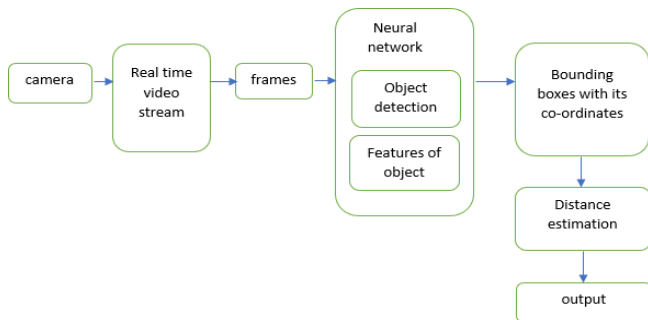 camera
Real time
video
stream
frames
Neural
network
Object
detection
Features of
object
Bounding
boxes with its
co-ordinates
Distance
estimation
output